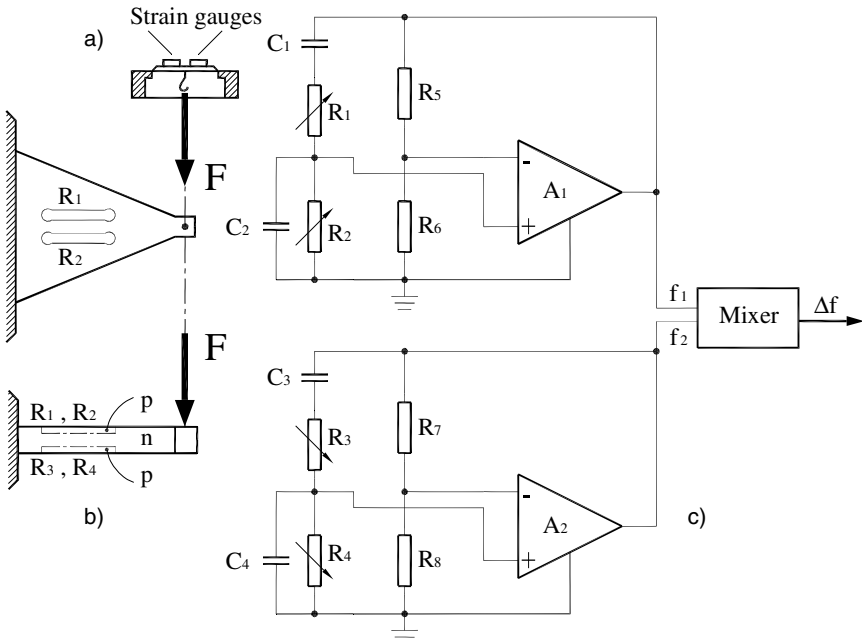 Strain gauges
a)
F
R1
R2
F
R1 , R2
p
n
R3 , R4
p
b)
C1
R1
R5
C2
R2
R6
-
+
A1
f1
f2
Mixer
Δf
C3
R3
R7
C4
R4
R8
-
+
A2
c)